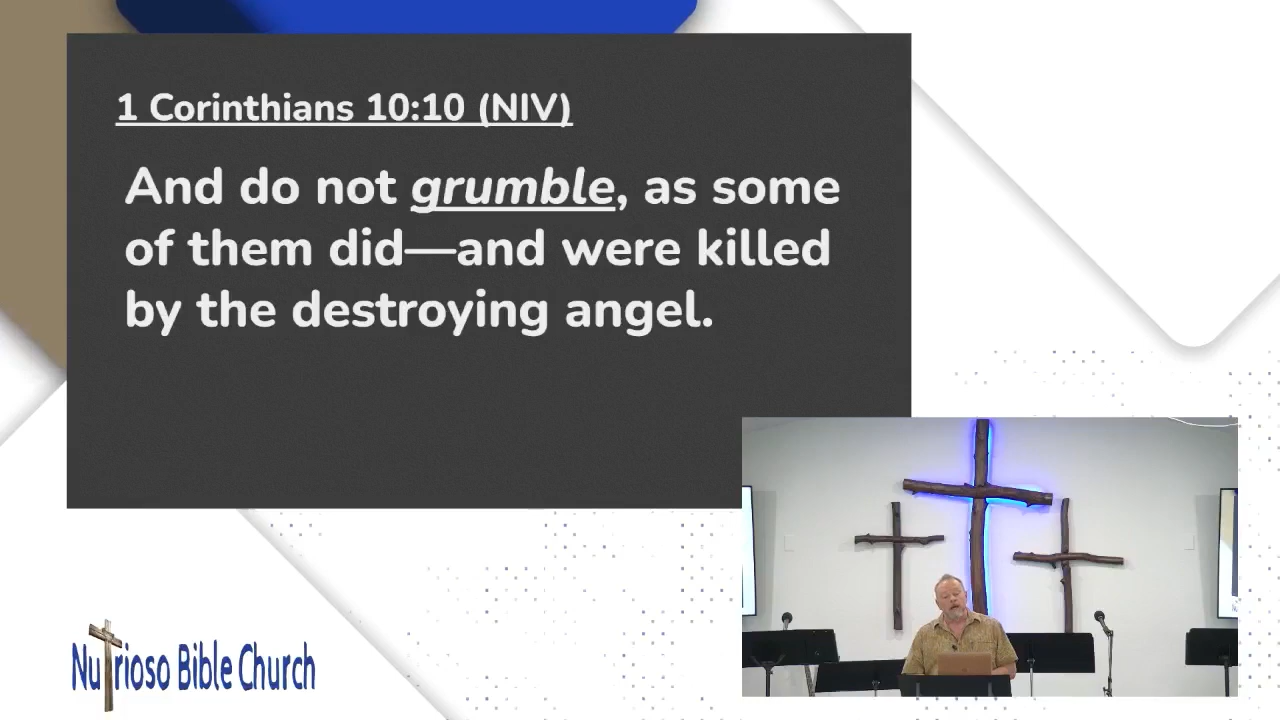 1 Corinthians 10:10 (NIV)
And do not grumble, as some
of them did—and were killed
by the destroying angel.
Nutrioso Bible Church